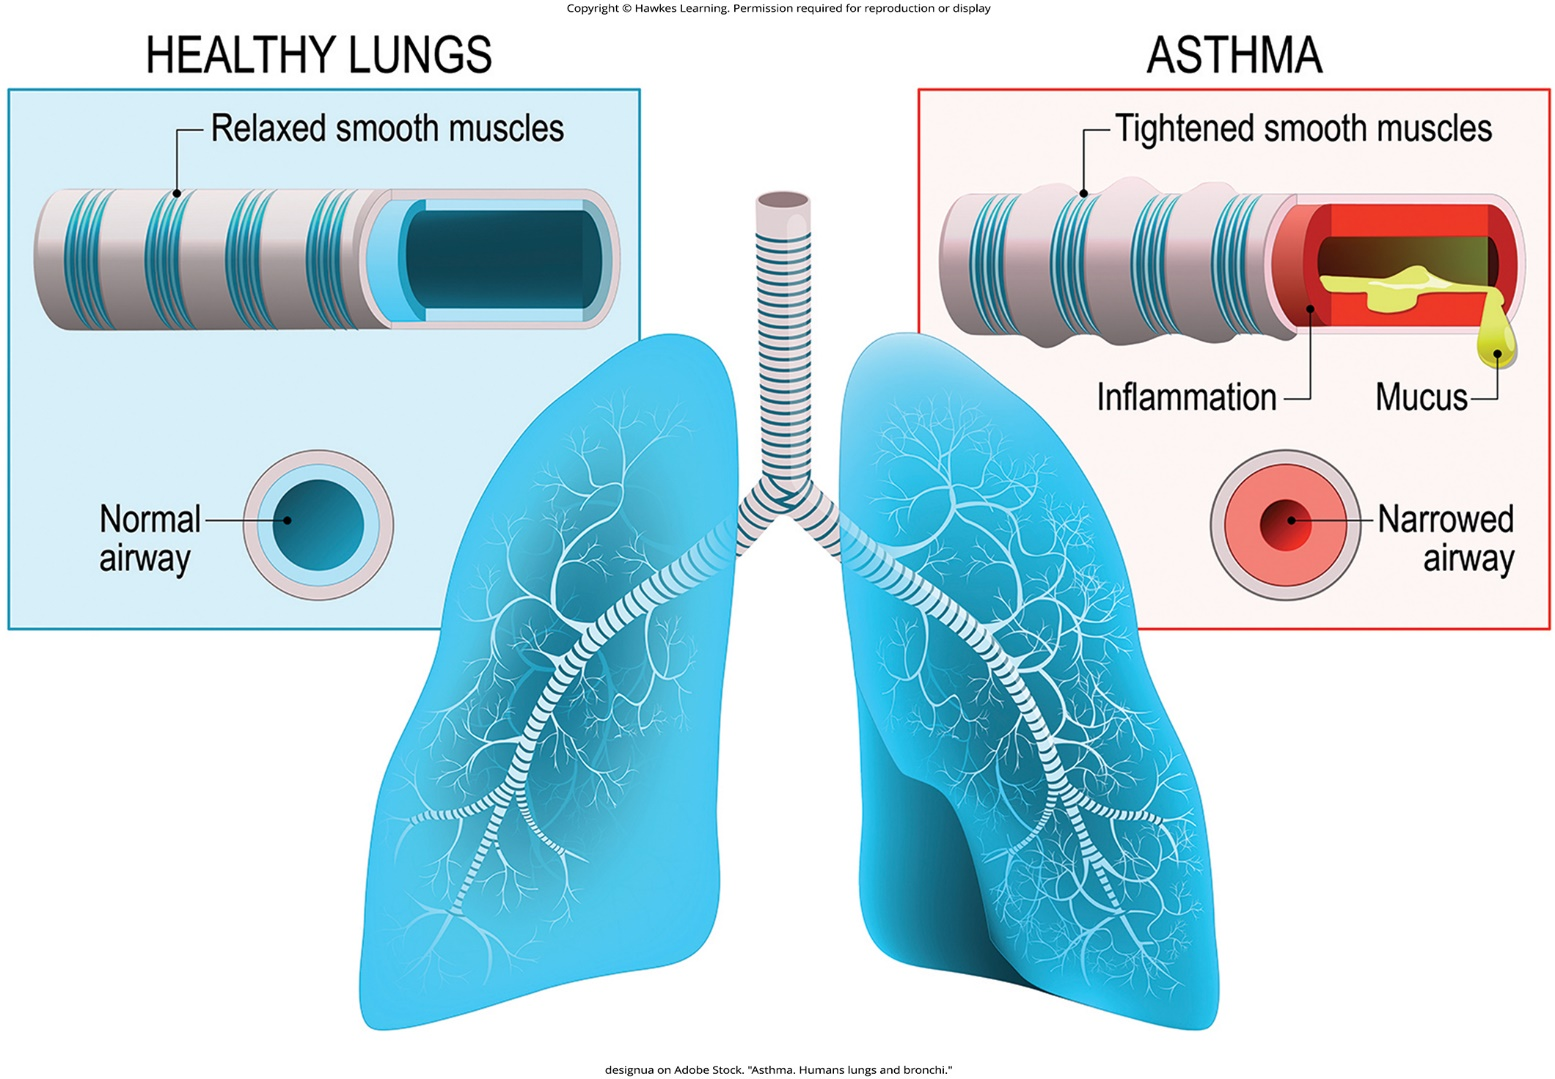 Copyright © Hawkes Learning. Permission required for reproduction or display
HEALTHY LUNGS
Relaxed smooth muscles
Normal
airway
ASTHMA
Tightened smooth muscles
Inflammation
Mucus
Narrowed
airway
designua on Adobe Stock. "Asthma. Humans lungs and bronchi."